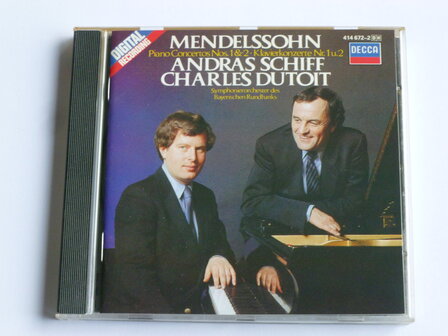 DIGITAL
RECORDING
MENDELSSOHN
414 672-2
DECCA
Piano Concertos Nos.1 & 2 · Klavierkonzerte Nr.1 u.2
ANDRAS SCHIFF
CHARLES DUTOIT
Symphonieorchester des
Bayerischen Rundfunks